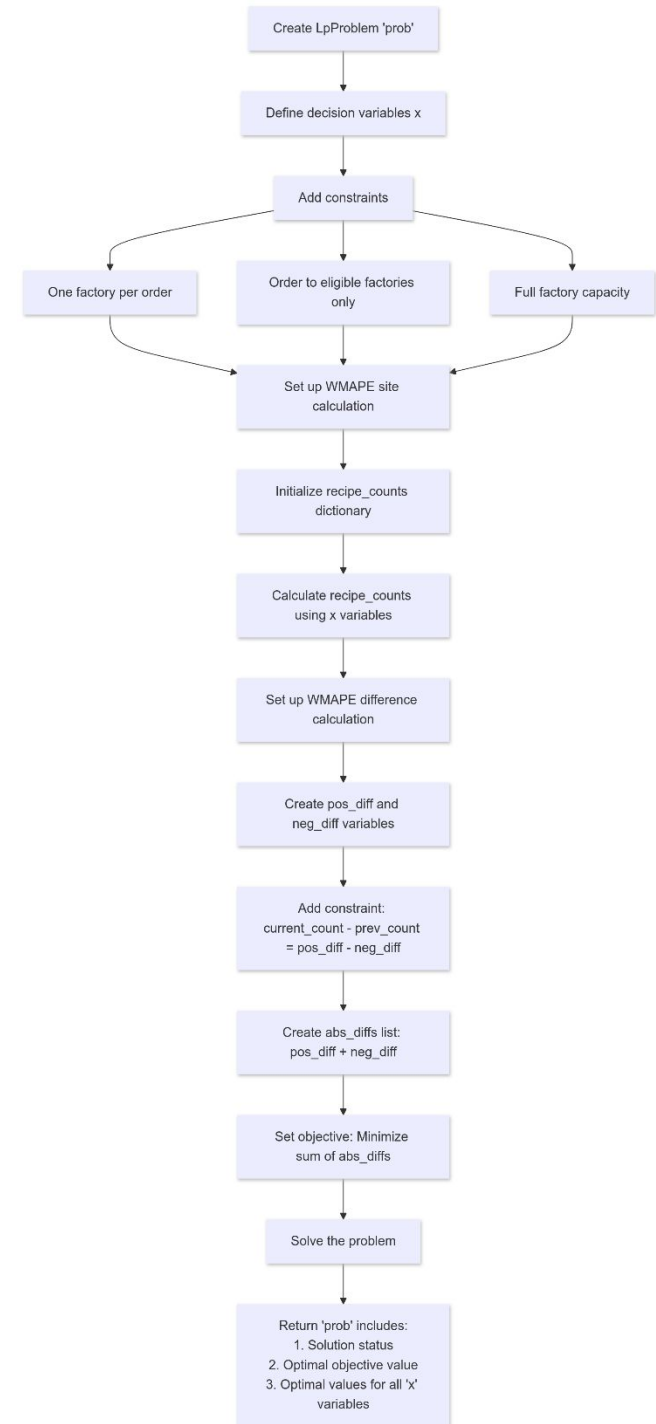 Create LpProblem 'prob'
Define decision variables x
Add constraints
One factory per order
Order to eligible factories
only
Full factory capacity
Set up WMAPE site
calculation
Initialize recipe_counts
dictionary
Calculate recipe_counts
using x variables
Set up WMAPE difference
calculation
Create pos_diff and
neg_diff variables
Add constraint:
current_count - prev_count
= pos_diff - neg_diff
Create abs_diffs list:
pos_diff + neg_diff
Set objective: Minimize
sum of abs_diffs
Solve the problem
Return 'prob' includes:
1. Solution status
2. Optimal objective value
3. Optimal values for all 'x'
variables